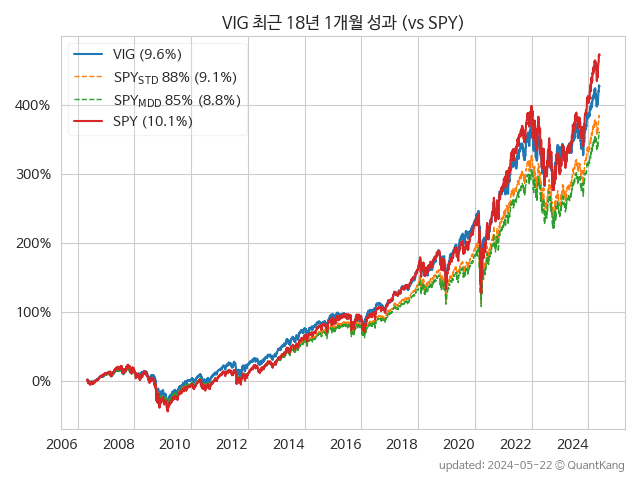 VIG 최근 18년 1개월 성과 (vs SPY)
VIG (9.6%)
SPY_STD 88% (9.1%)
SPY_MDD 85% (8.8%)
SPY (10.1%)
400%
300%
200%
100%
0%
2006 2008 2010 2012 2014 2016 2018 2020 2022 2024
updated: 2024-05-22 © QuantKang